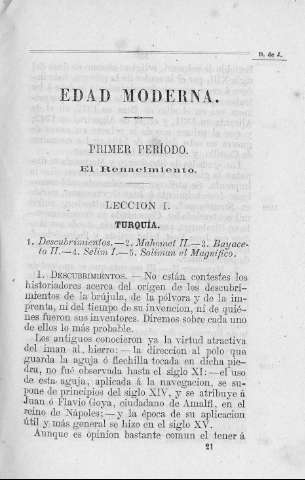 D. de J.
EDAD MODERNA.
PRIMER PERÍODO.
El Renacimiento.
LECCION I.
TURQUÍA.
1. Descubrimientos.—2. Mahomet II.—3. Bayace-
to II.—4. Selim I.—5. Soliman el Magnífico.
1. DESCUBRIMIENTOS. — No están contestes los
historiadores acerca del orígen de los descubri-
mientos de la brújula, de la pólvora y de la im-
prenta, ni del tiempo de su invencion, ni de quié-
nes fueron sus inventores. Diremos sobre cada uno
de ellos lo más probable.
Los antiguos conocieron ya la virtud atractiva
del iman al hierro: — la direccion al polo que
guarda la aguja ó flechilla tocada en dicha pie-
dra, no fué observada hasta el siglo XI: — el uso
de esta aguja, aplicada á la navegacion, se su-
pone de principios del siglo XIV, y se atribuye á
Juan ó Flavio Goya, ciudadano de Amalfi, en el
reino de Nápoles; — y la época de su aplicacion
útil y más general se hizo en el siglo XV.
Aunque es opinion bastante comun el tener á
21